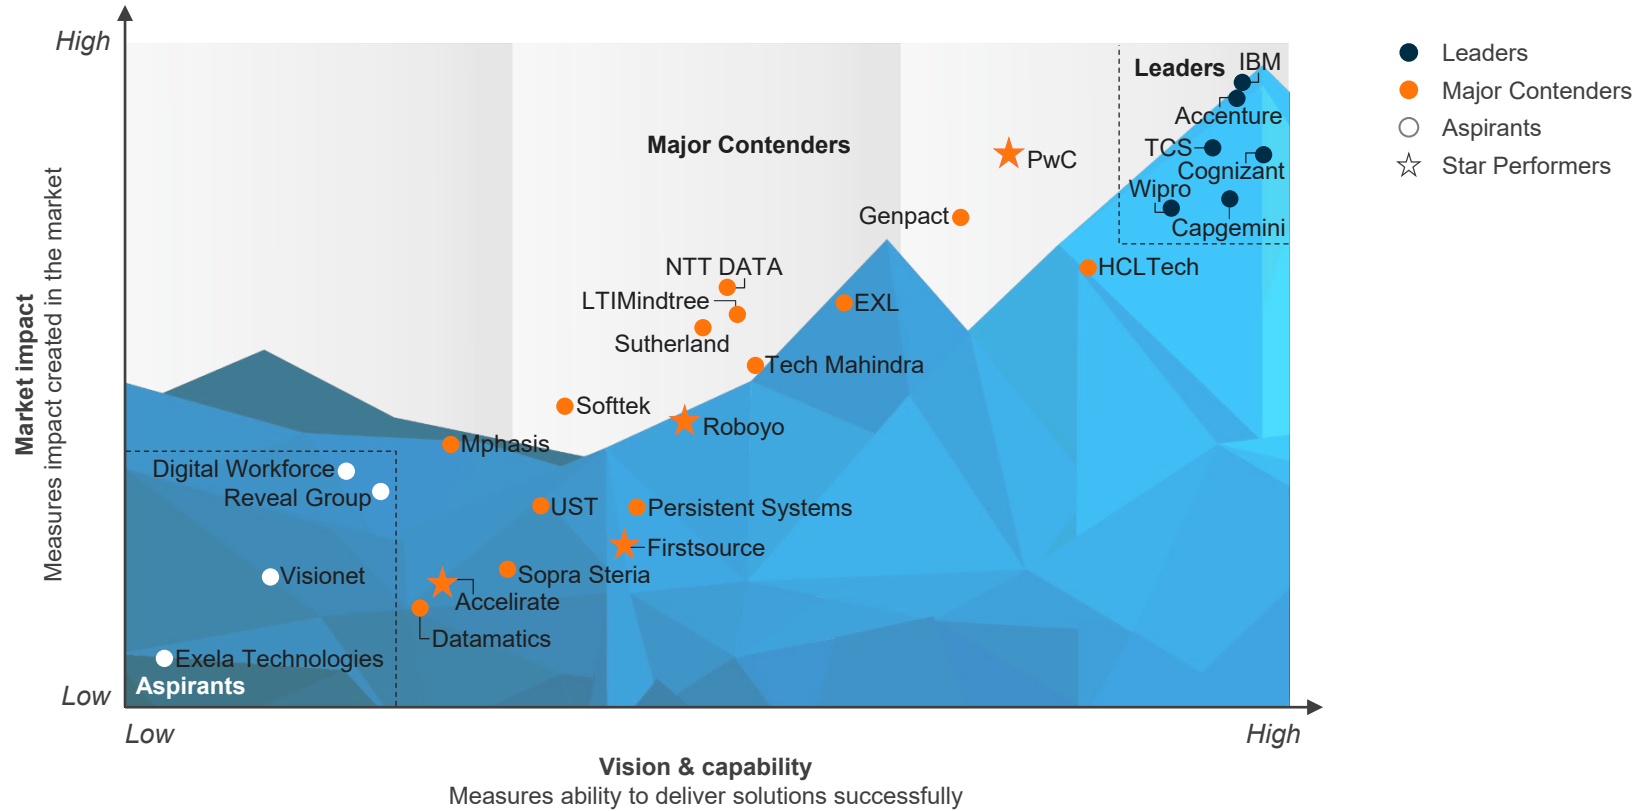 High
IBM
Leaders
Leaders
Major Contenders
Accenture
Aspirants
Major Contenders
TCS
PwC
Star Performers
Cognizant
Wipro
Genpact
Capgemini
NTT DATA
HCLTech
LTIMindtree
EXL
Sutherland
Tech Mahindra
Softtek
Roboyo
Mphasis
Digital Workforce
Reveal Group
UST
Persistent Systems
Firstsource
Visionet
Sopra Steria
Accelirate
Datamatics
Exela Technologies
Aspirants
Market impact
Measures impact created in the market
Low
Low
High
Vision & capability
Measures ability to deliver solutions successfully